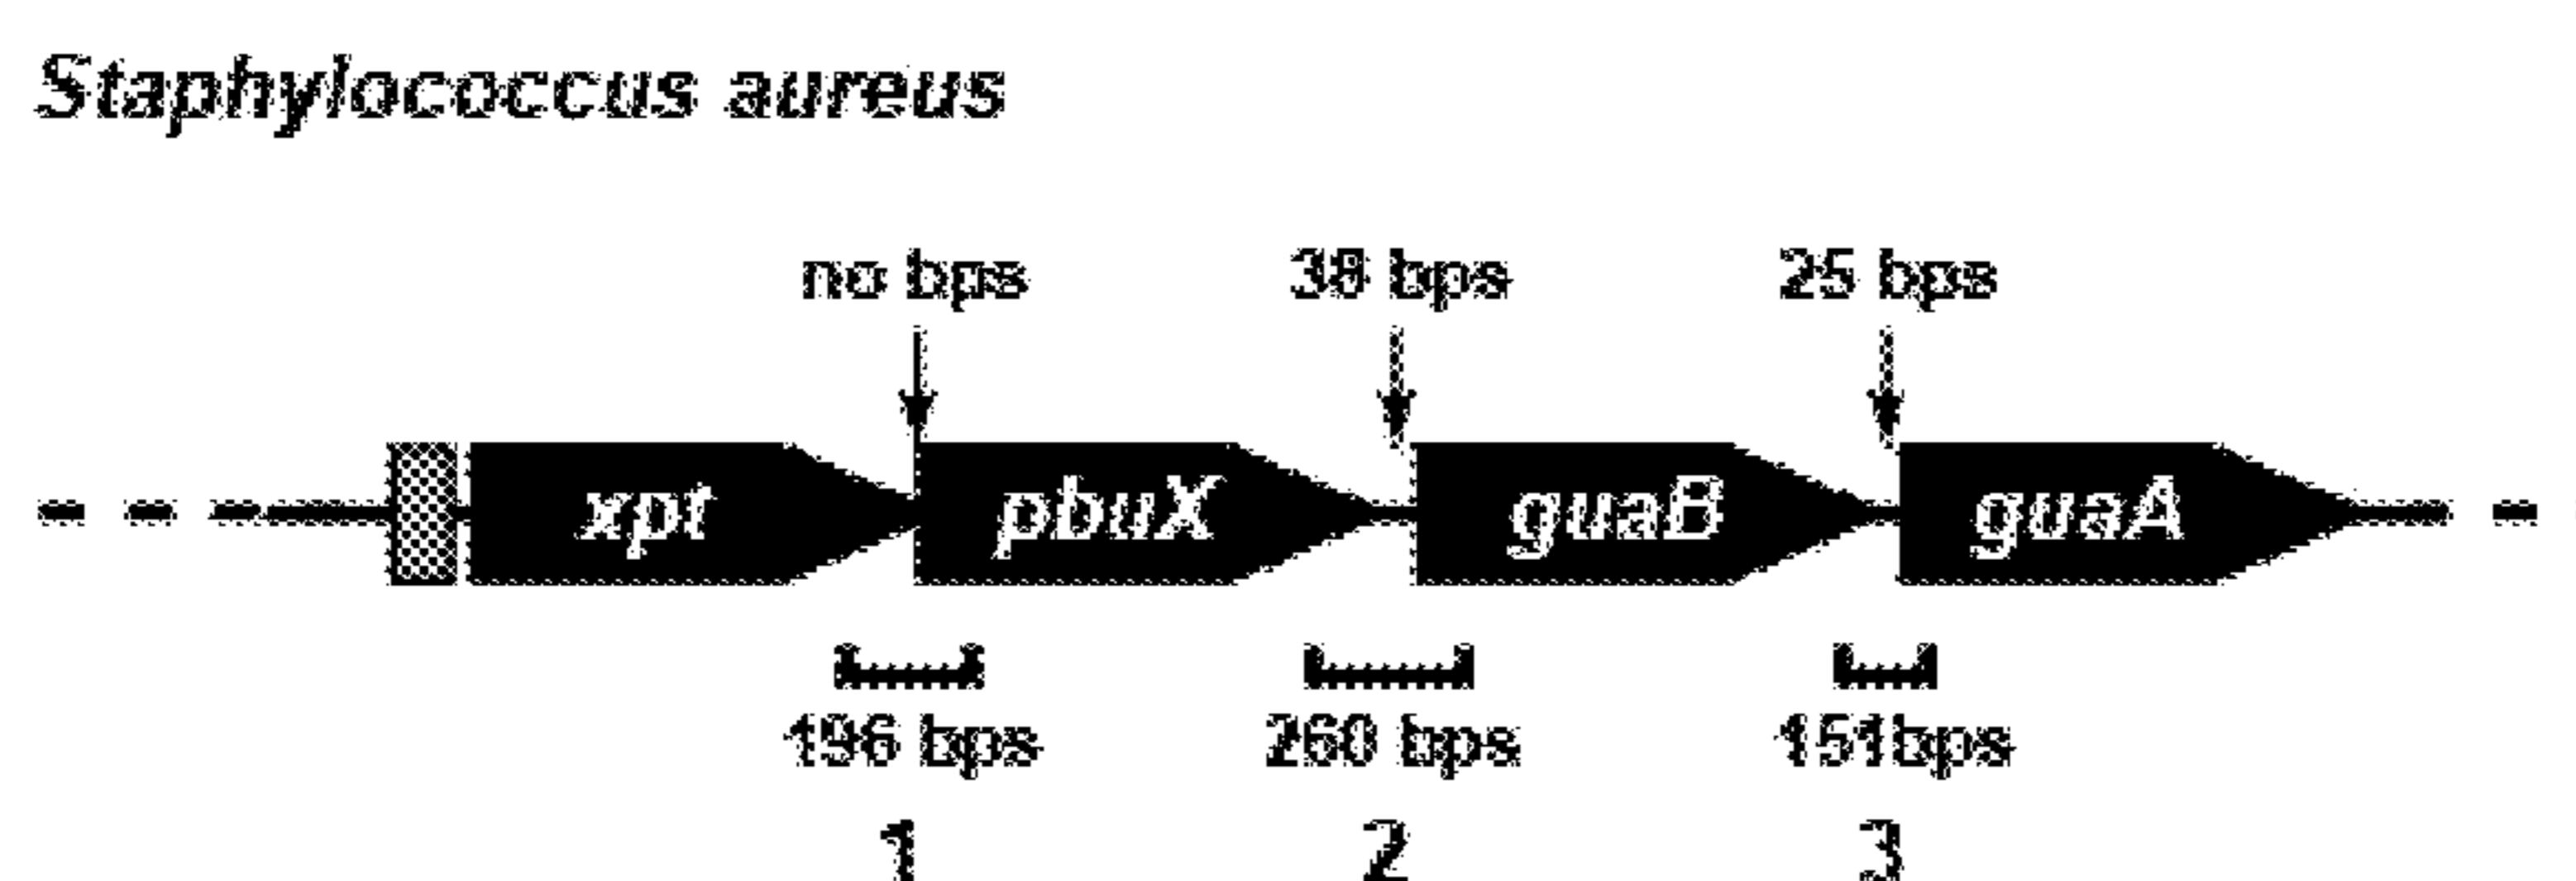 Staphylococcus aureus
no bps 38 bps 25 bps
xpt pbuX guaB guaA
196 bps 260 bps 151bps
1 2 3